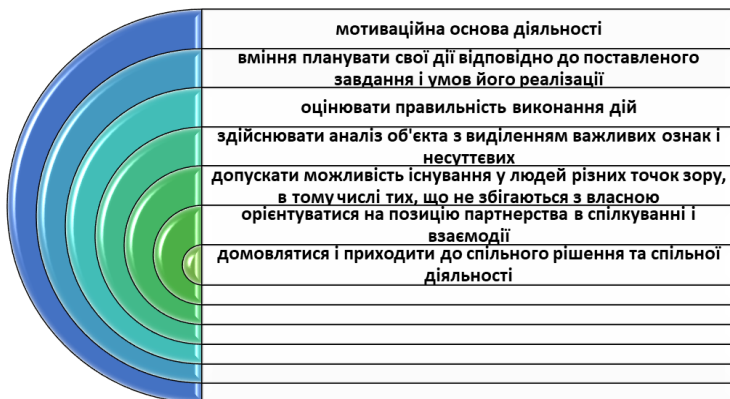 мотиваційна основа діяльності
вміння планувати свої дії відповідно до поставленого
завдання і умов його реалізації
оцінювати правильність виконання дій
здійснювати аналіз об'єкта з виділенням важливих ознак і
несуттєвих
допускати можливість існування у людей різних точок зору,
в тому числі тих, що не збігаються з власною
орієнтуватися на позицію партнерства в спілкуванні і
взаємодії
домовлятися і приходити до спільного рішення та спільної
діяльності